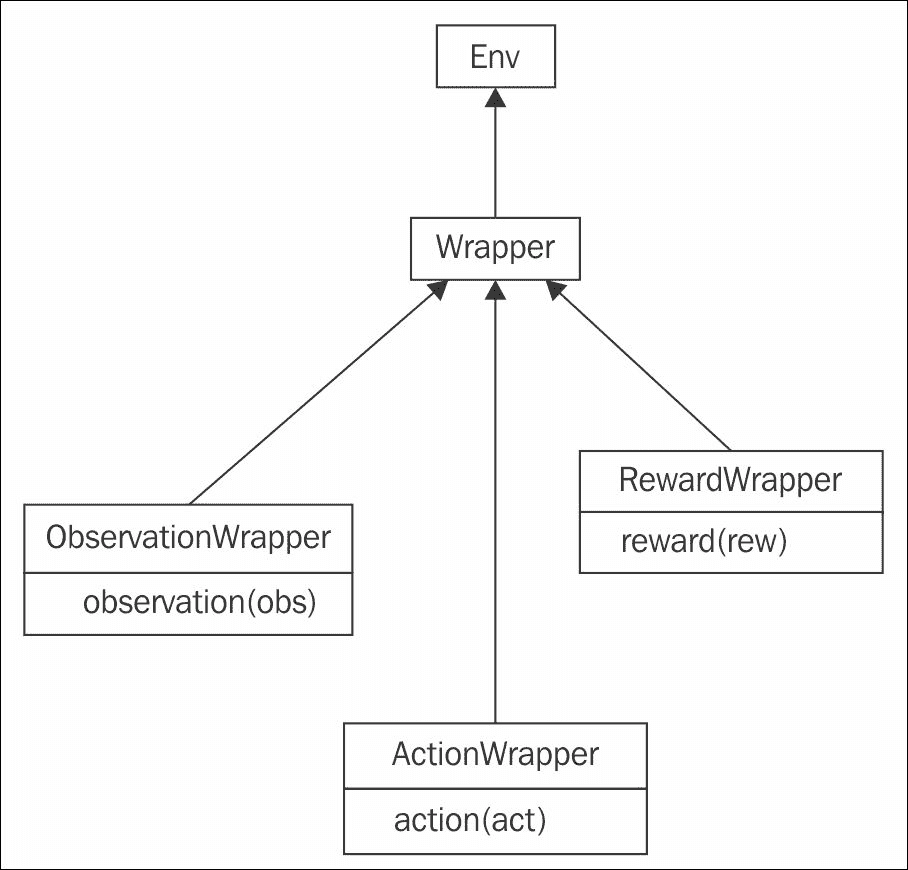 Env
Wrapper
RewardWrapper
reward(rew)
ObservationWrapper
observation(obs)
ActionWrapper
action(act)